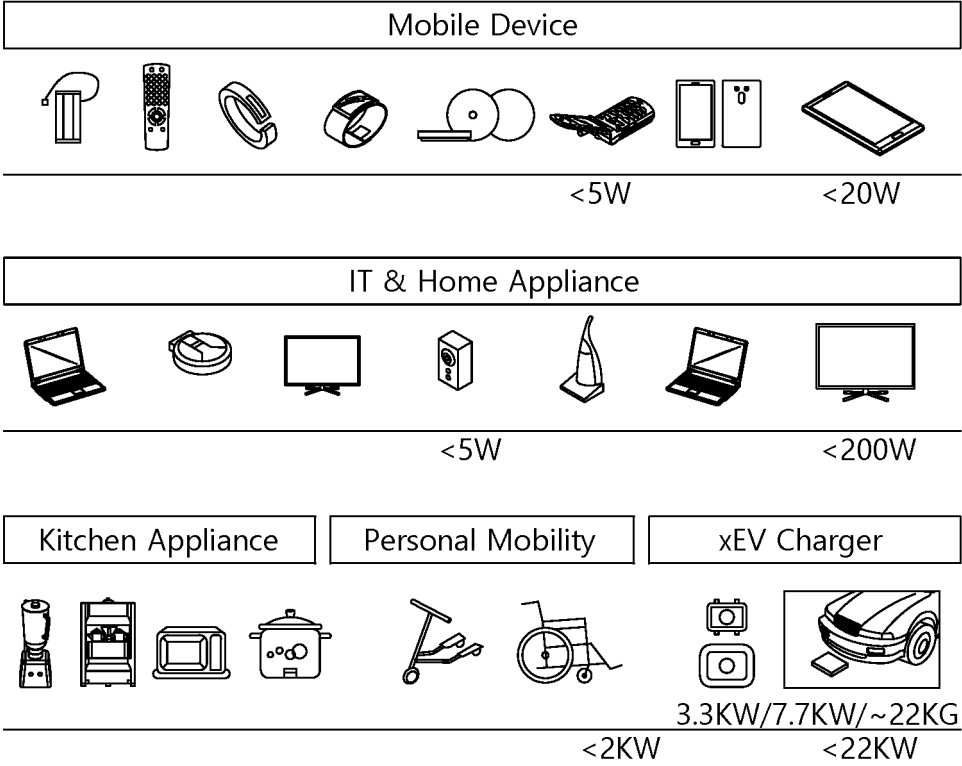 Mobile Device
<5W <20W
IT & Home Appliance
<5W <200W
Kitchen Appliance Personal Mobility xEV Charger
3.3KW/7.7KW/~22KG
<2KW <22KW